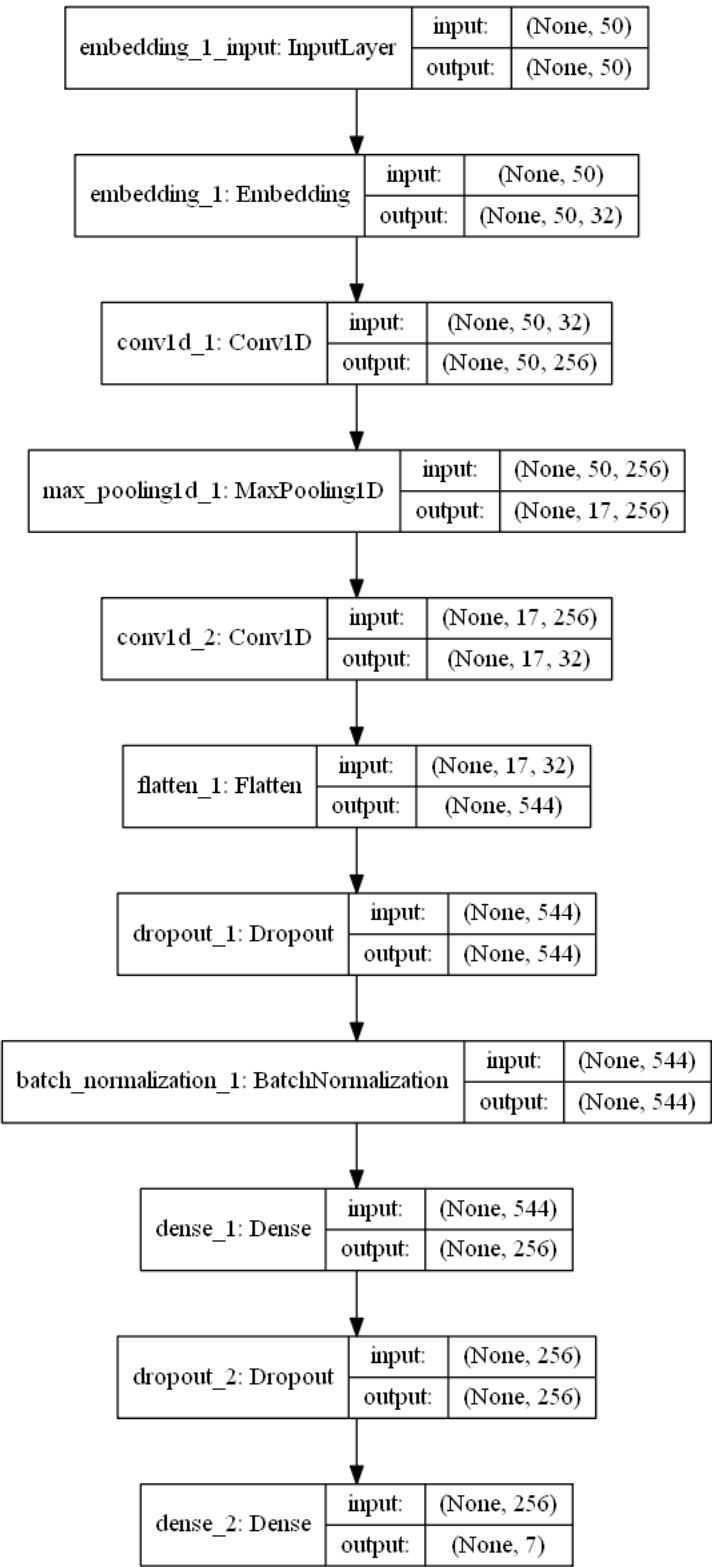 embedding_1_input: InputLayer
input: (None, 50)
output: (None, 50)
embedding_1: Embedding
input: (None, 50)
output: (None, 50, 32)
conv1d_1: Conv1D
input: (None, 50, 32)
output: (None, 50, 256)
max_pooling1d_1: MaxPooling1D
input: (None, 50, 256)
output: (None, 17, 256)
conv1d_2: Conv1D
input: (None, 17, 256)
output: (None, 17, 32)
flatten_1: Flatten
input: (None, 17, 32)
output: (None, 544)
dropout_1: Dropout
input: (None, 544)
output: (None, 544)
batch_normalization_1: BatchNormalization
input: (None, 544)
output: (None, 544)
dense_1: Dense
input: (None, 544)
output: (None, 256)
dropout_2: Dropout
input: (None, 256)
output: (None, 256)
dense_2: Dense
input: (None, 256)
output: (None, 7)